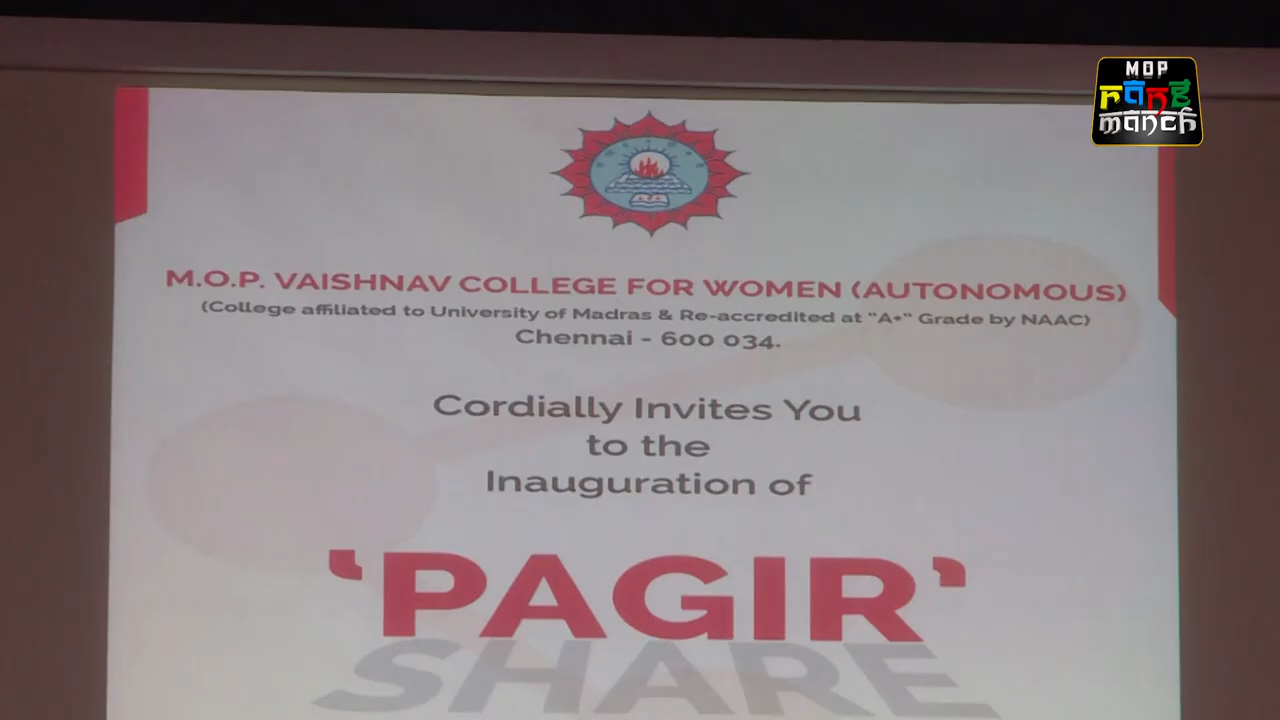 MOP
rang
manch
M.O.P. VAISHNAV COLLEGE FOR WOMEN (AUTONOMOUS)
(College affiliated to University of Madras & Re-accredited at "A+" Grade by NAAC)
Chennai - 600 034.
Cordially Invites You
to the
Inauguration of
‘PAGIR’
SHARE